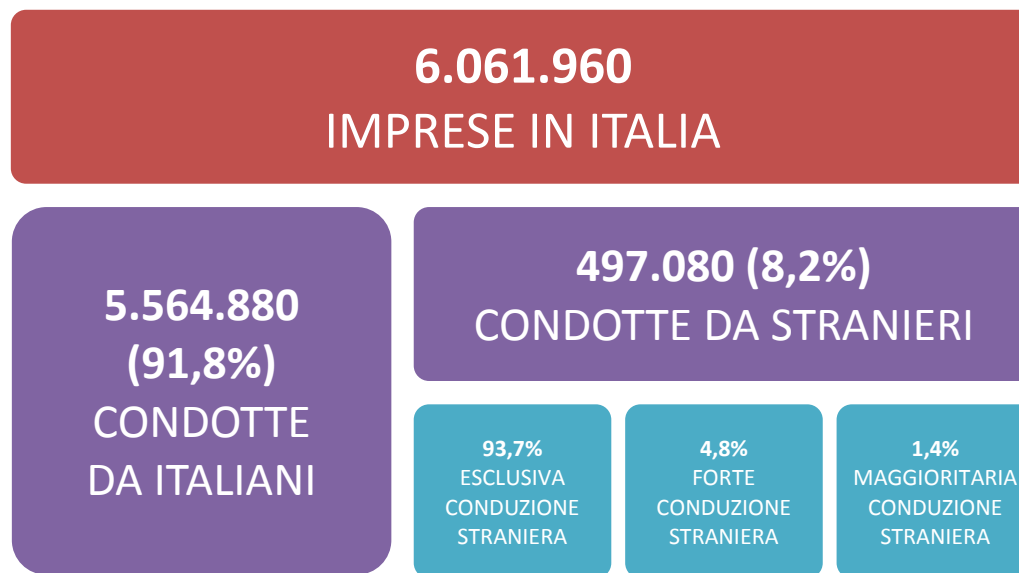 6.061.960
IMPRESE IN ITALIA
5.564.880
(91,8%)
CONDOTTE
DA ITALIANI
497.080 (8,2%)
CONDOTTE DA STRANIERI
93,7%
ESCLUSIVA
CONDUZIONE
STRANIERA
4,8%
FORTE
CONDUZIONE
STRANIERA
1,4%
MAGGIORITARIA
CONDUZIONE
STRANIERA